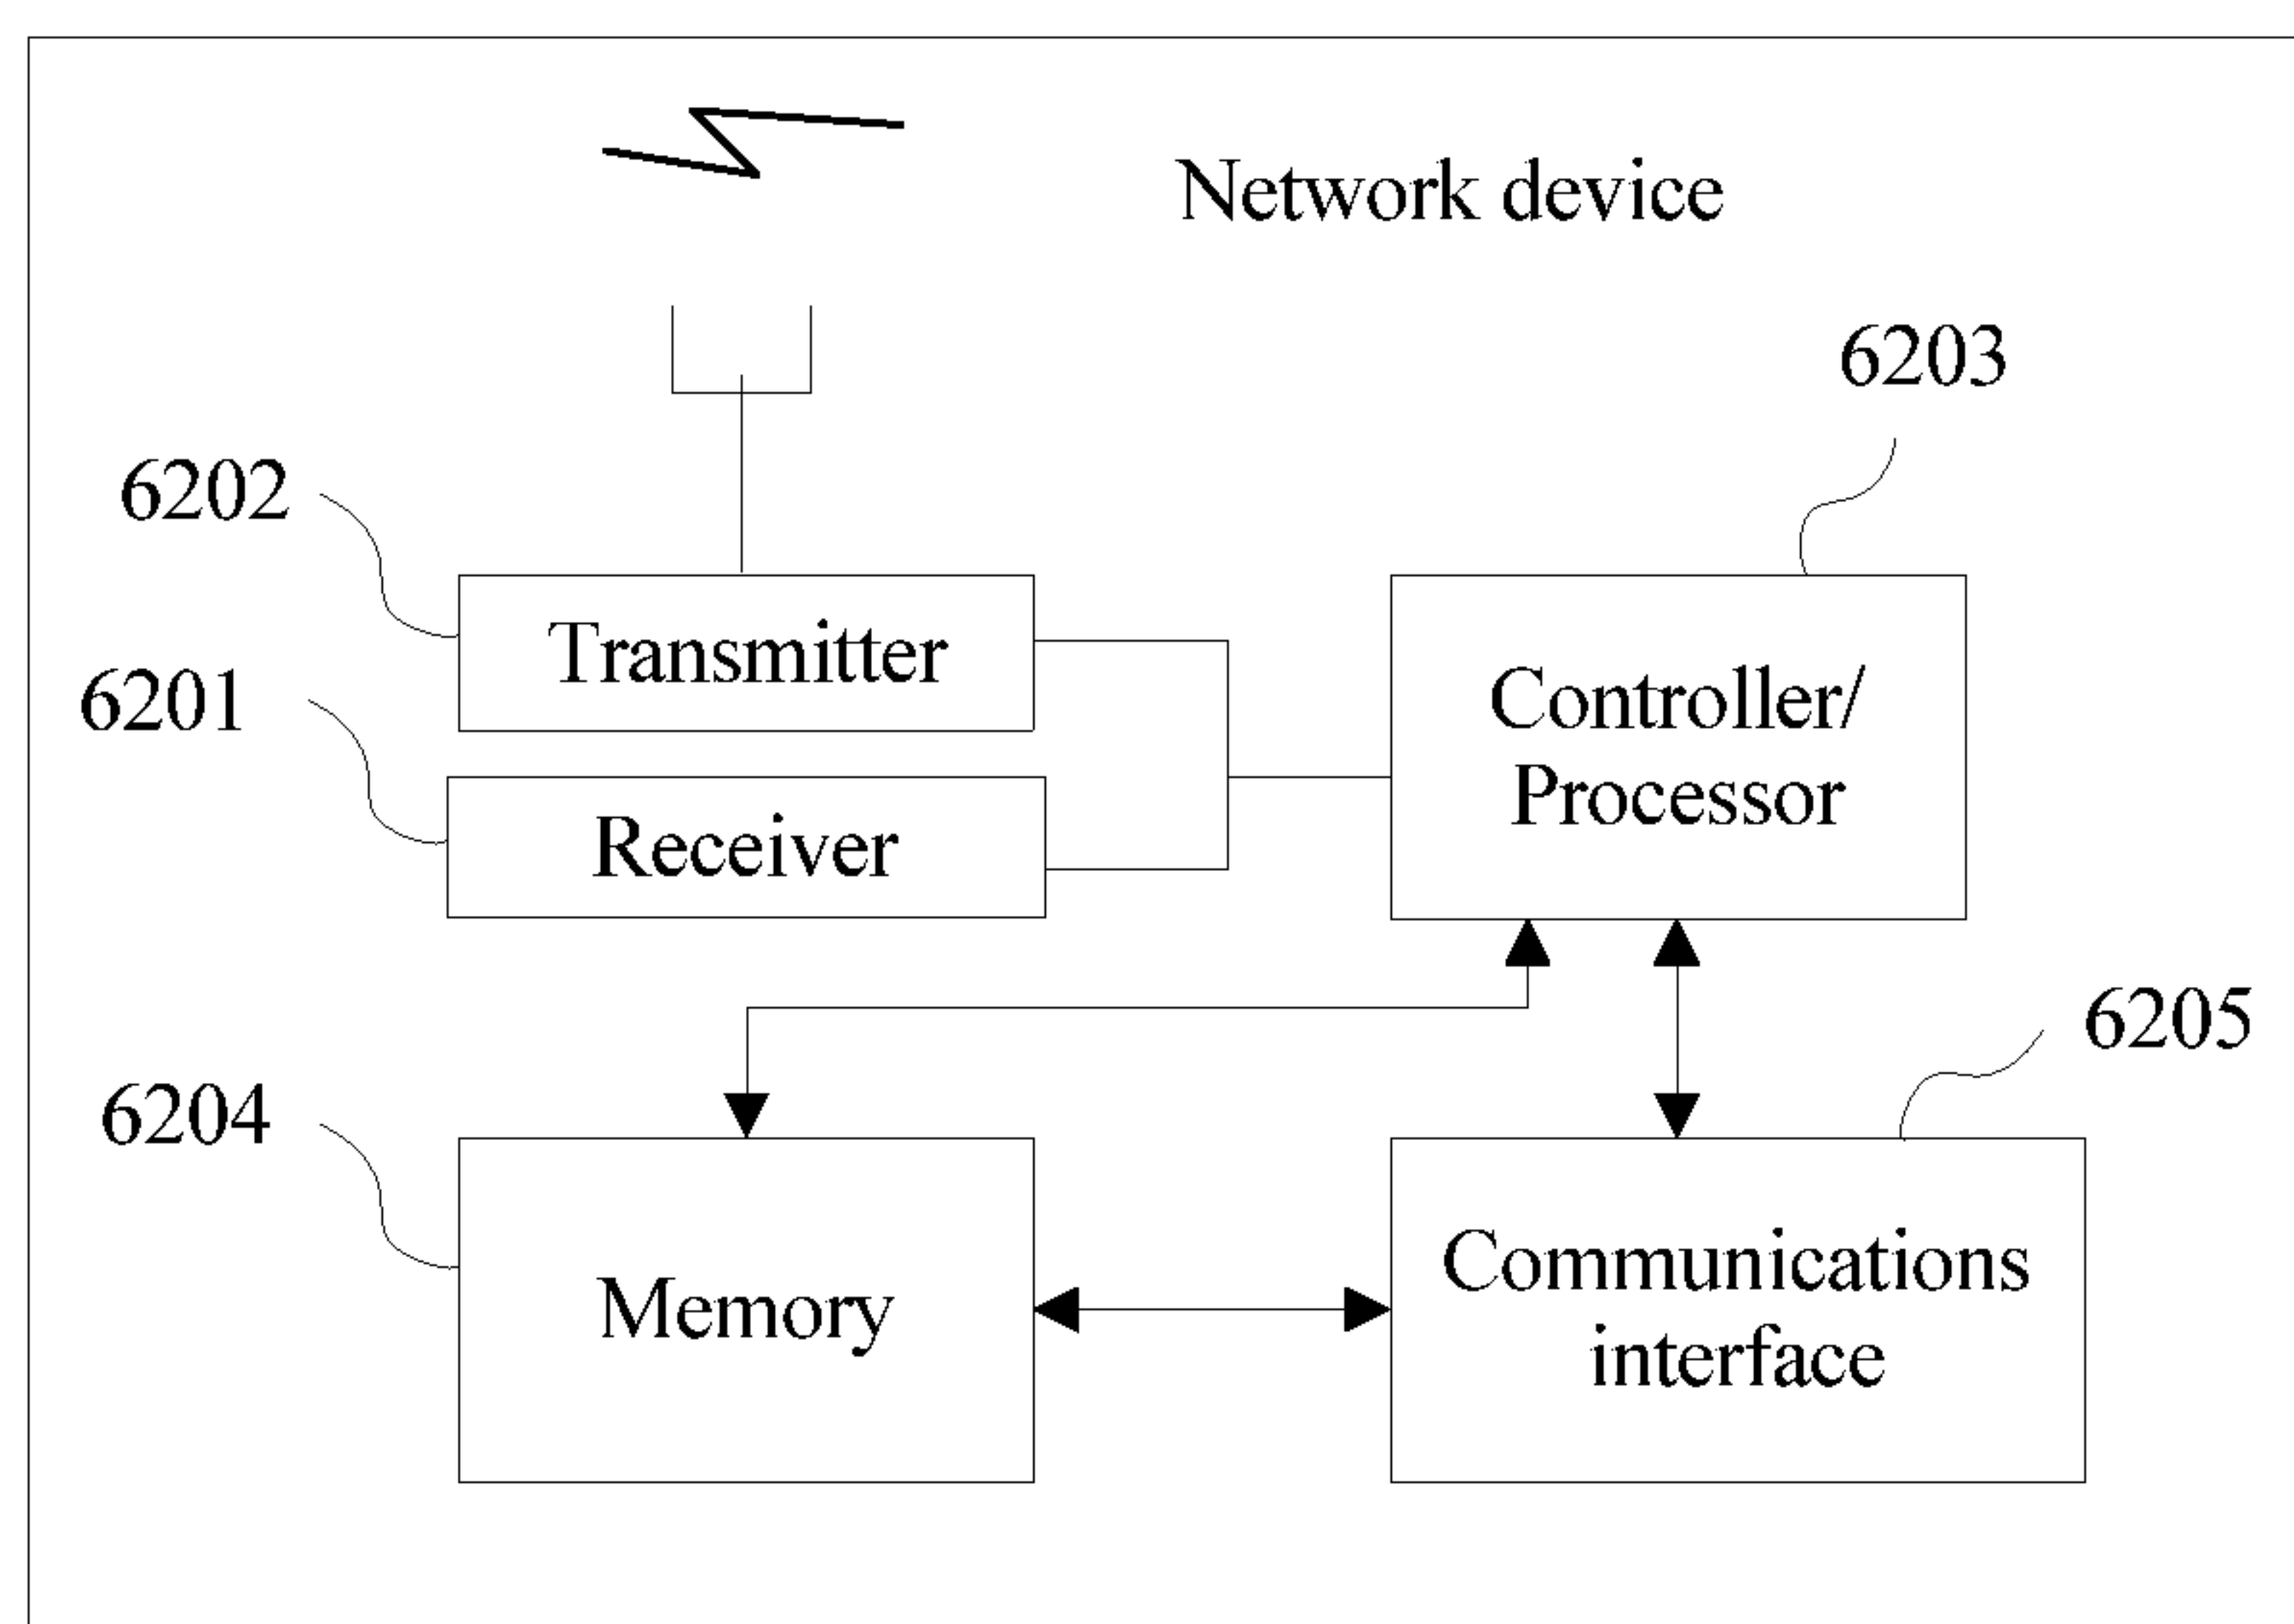 Network device
6203
6202
Transmitter
6201
Controller/
Processor
Receiver
6205
6204
Memory
Communications
interface